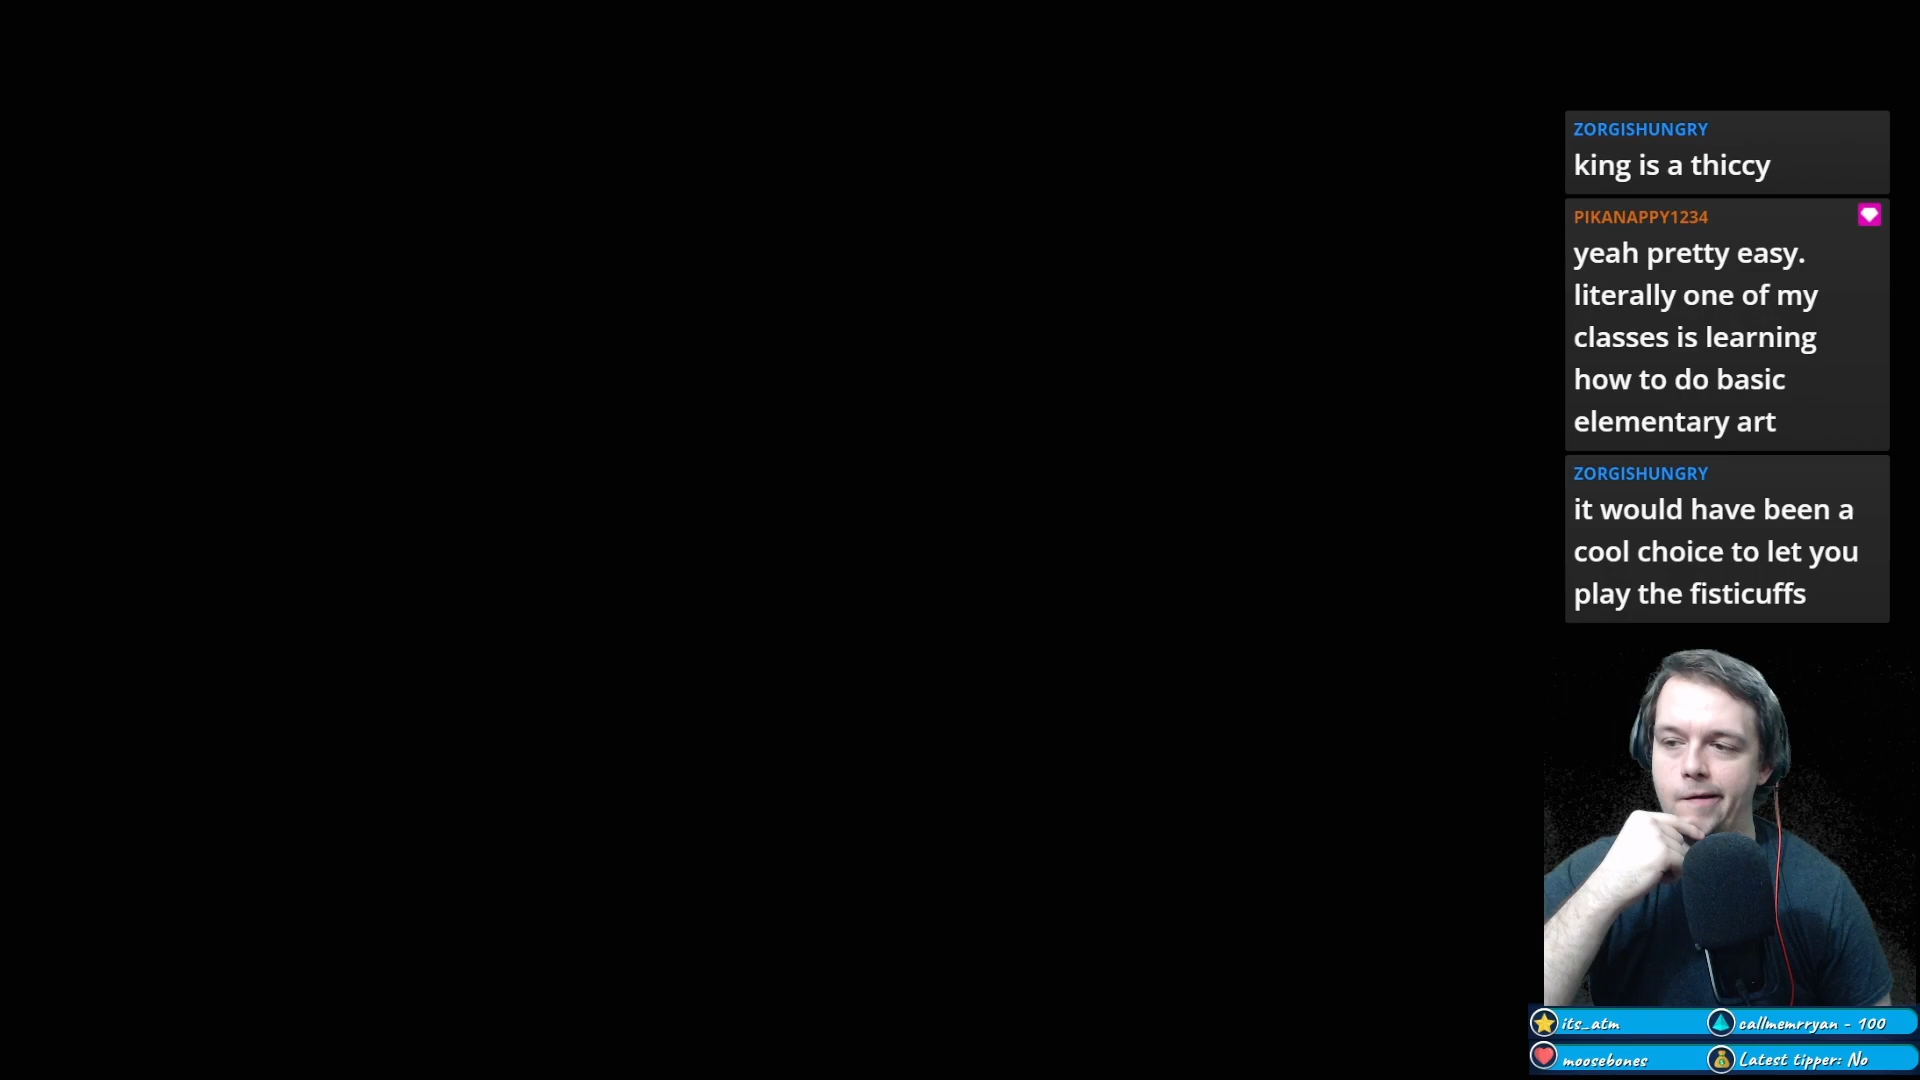 ZORGISHUNGRY
king is a thiccy
PIKANAPPY1234
yeah pretty easy.
literally one of my
classes is learning
how to do basic
elementary art
ZORGISHUNGRY
it would have been a
cool choice to let you
play the fisticuffs
its_atm
callmemrryan - 100
moosebones
Latest tipper: No